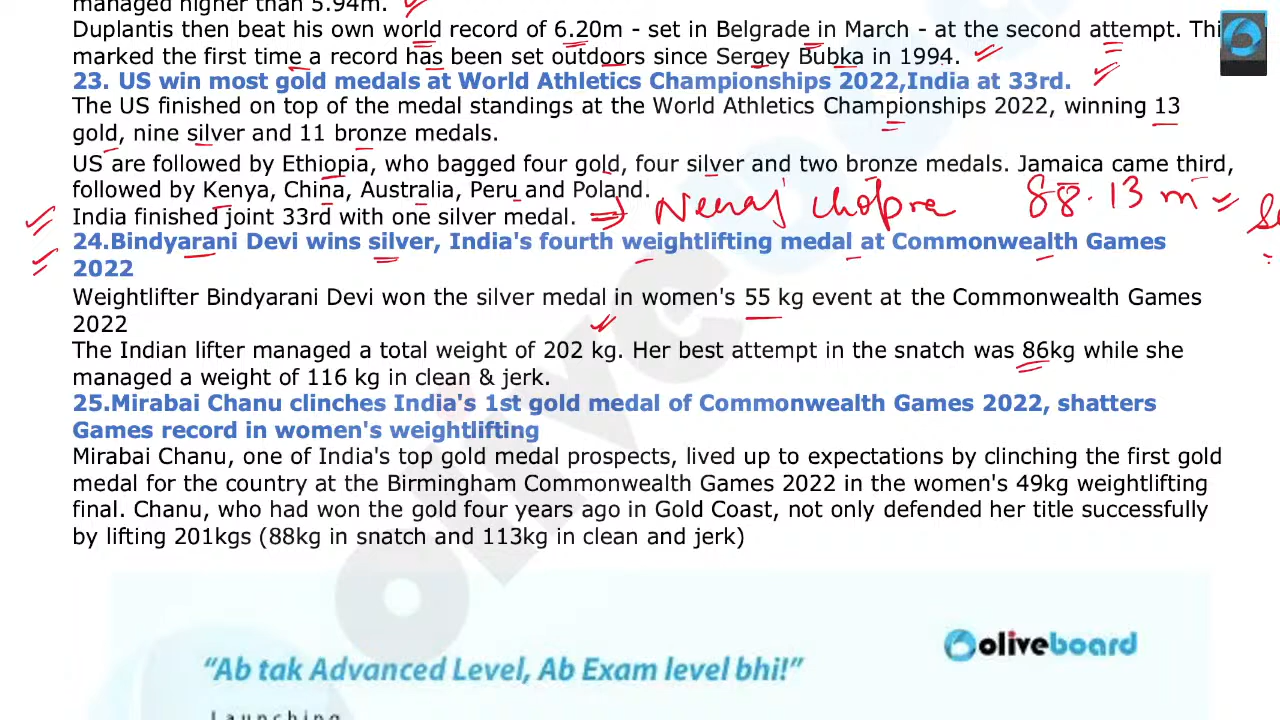 managed higher than 5.94m.
Duplantis then beat his own world record of 6.20m - set in Belgrade in March - at the second attempt. Thi
marked the first time a record has been set outdoors since Sergey Bubka in 1994.
23. US win most gold medals at World Athletics Championships 2022,India at 33rd.
The US finished on top of the medal standings at the World Athletics Championships 2022, winning 13
gold, nine silver and 11 bronze medals.
US are followed by Ethiopia, who bagged four gold, four silver and two bronze medals. Jamaica came third,
followed by Kenya, China, Australia, Peru and Poland.
India finished joint 33rd with one silver medal. ⇒ Neeraj Chopra 88.13 m
24.Bindyarani Devi wins silver, India's fourth weightlifting medal at Commonwealth Games
2022
Weightlifter Bindyarani Devi won the silver medal in women's 55 kg event at the Commonwealth Games
2022
The Indian lifter managed a total weight of 202 kg. Her best attempt in the snatch was 86kg while she
managed a weight of 116 kg in clean & jerk.
25.Mirabai Chanu clinches India's 1st gold medal of Commonwealth Games 2022, shatters
Games record in women's weightlifting
Mirabai Chanu, one of India's top gold medal prospects, lived up to expectations by clinching the first gold
medal for the country at the Birmingham Commonwealth Games 2022 in the women's 49kg weightlifting
final. Chanu, who had won the gold four years ago in Gold Coast, not only defended her title successfully
by lifting 201kgs (88kg in snatch and 113kg in clean and jerk)
oliveboard
"Ab tak Advanced Level, Ab Exam level bhi!"
Launching